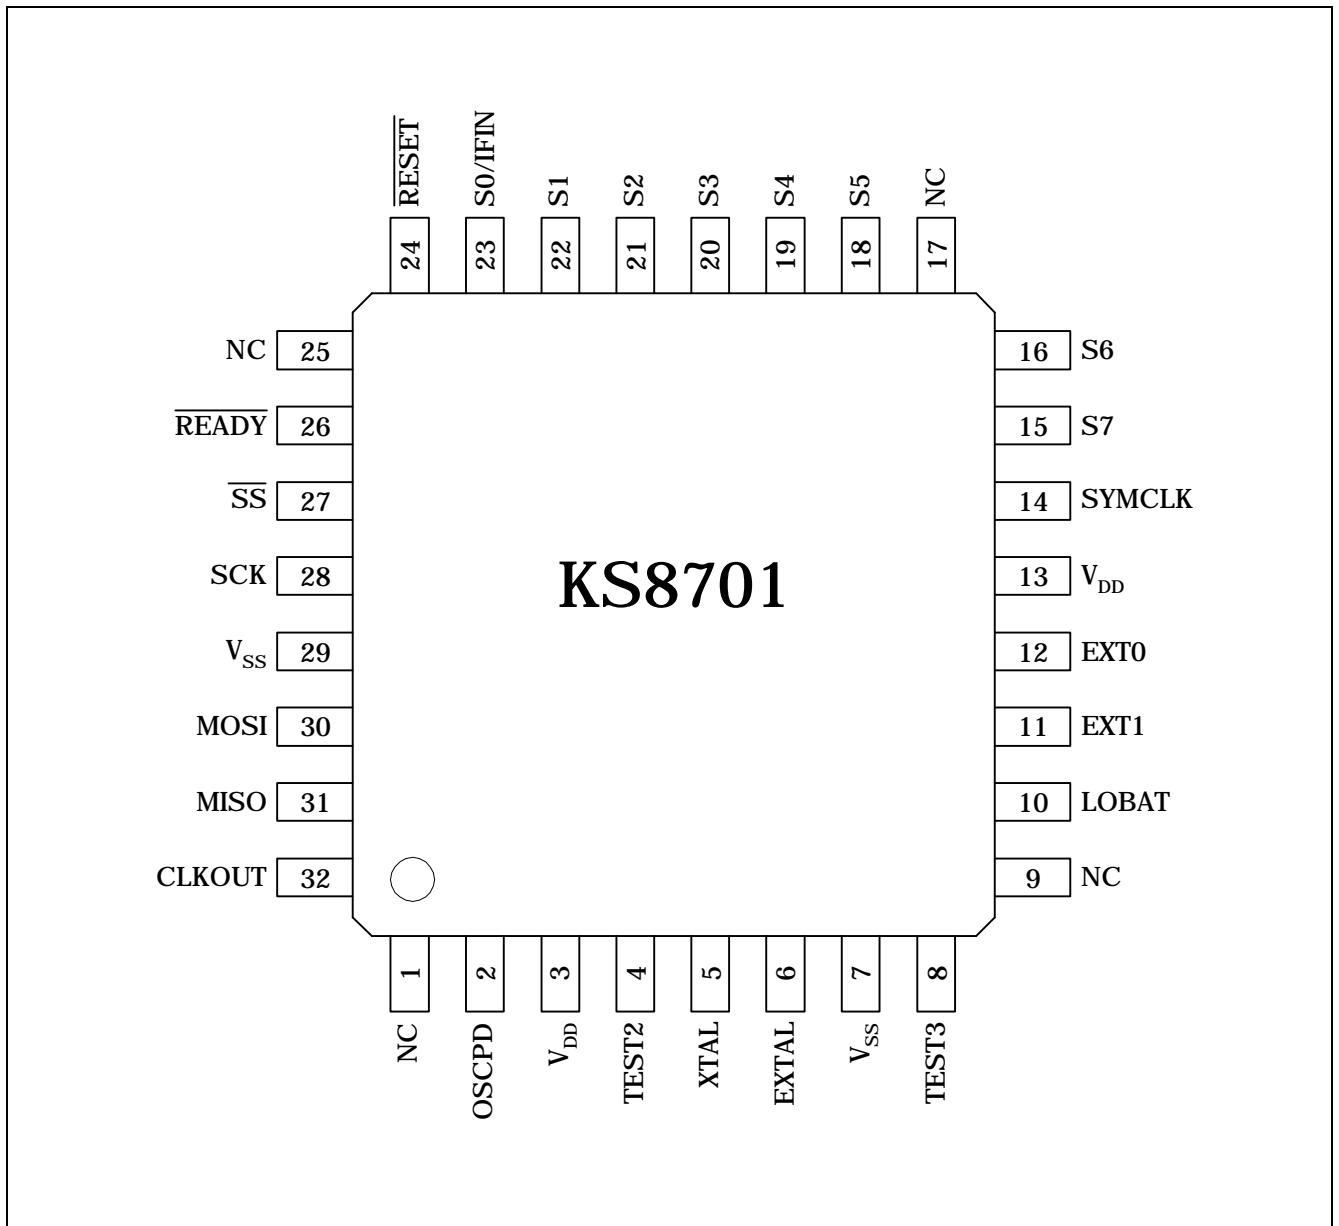 R̅E̅S̅E̅T̅
S0/IFIN
S1
S2
S3
S4
S5
NC
24
23
22
21
20
19
18
17
NC 25
R̅E̅A̅D̅Y̅ 26
S̅S̅ 27
SCK 28
VSS 29
MOSI 30
MISO 31
CLKOUT 32
KS8701
16 S6
15 S7
14 SYMCLK
13 VDD
12 EXT0
11 EXT1
10 LOBAT
9 NC
1
2
3
4
5
6
7
8
NC
OSCPD
VDD
TEST2
XTAL
EXTAL
VSS
TEST3